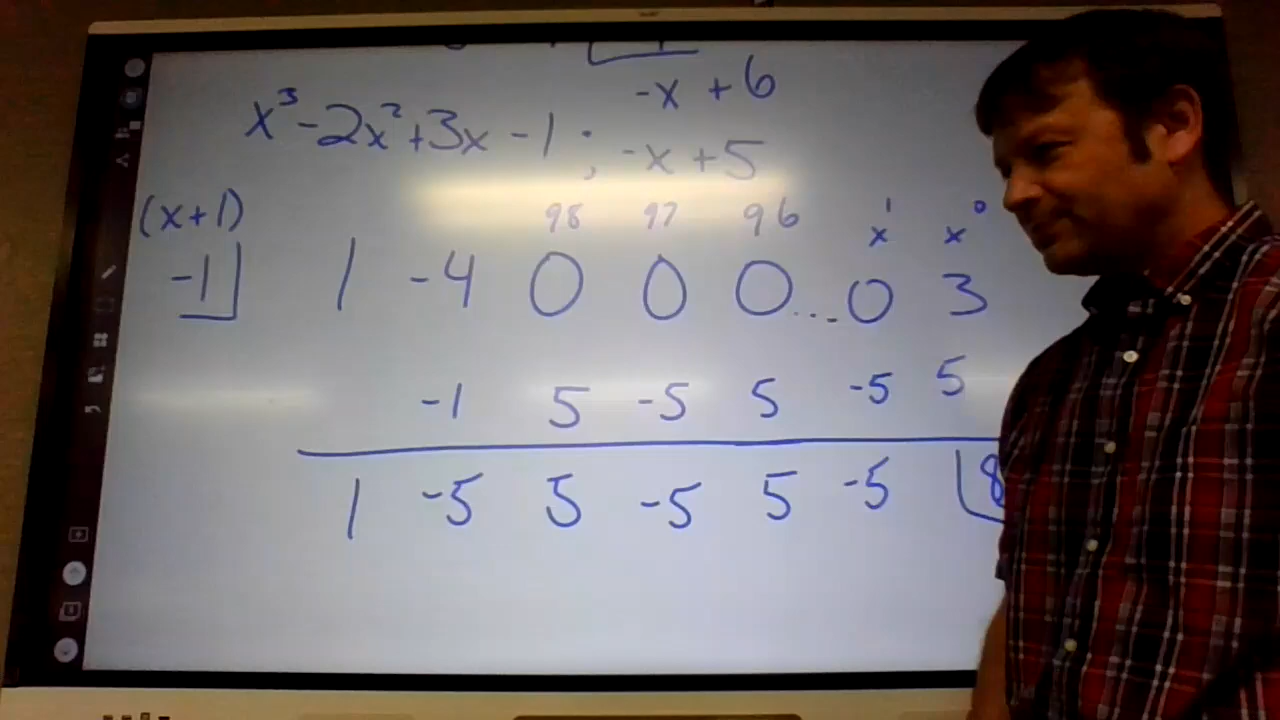 -x + 6
x³ - 2x² + 3x - 1 ; -x + 5
(x+1) 98 97 96 x¹ x⁰
-1 1 -4 0 0 0 ... 0 3
-1 5 -5 5 -5 5
1 -5 5 -5 5 -5 8